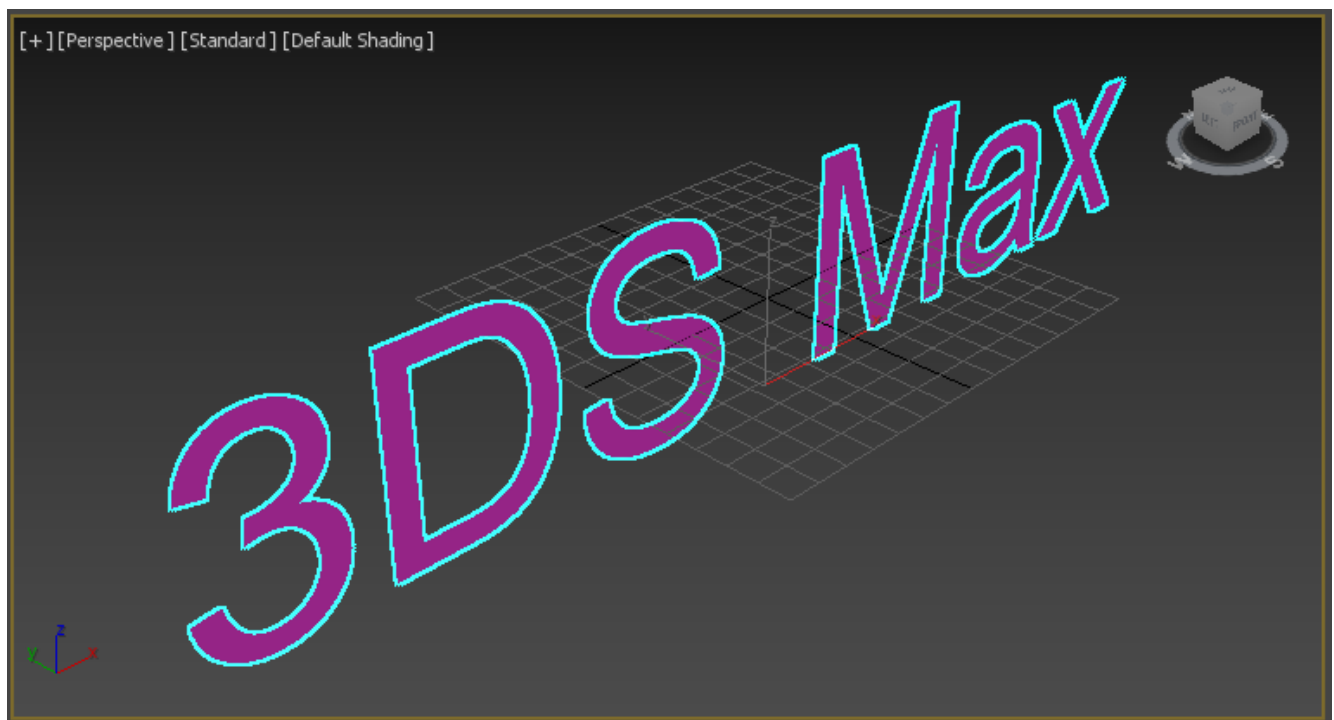 [+] [Perspective] [Standard] [Default Shading]
3DS Max
z
W
S
z
y
x